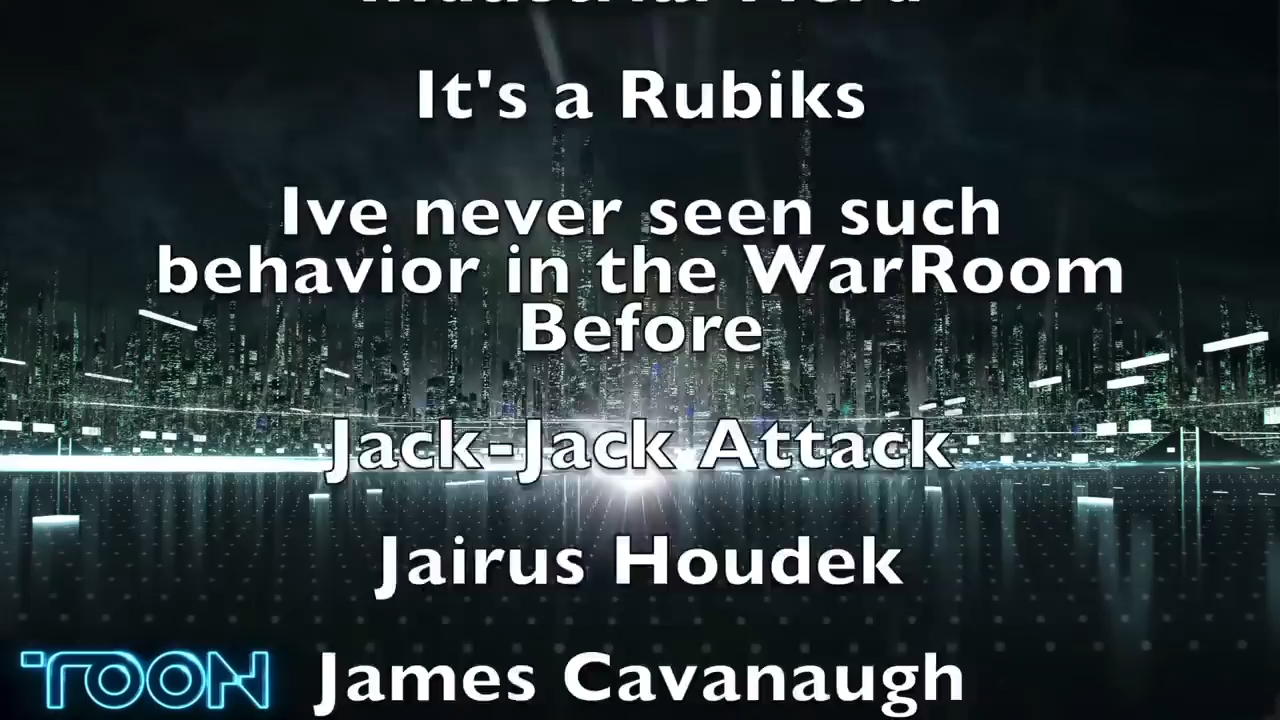 It's a Rubiks
Ive never seen such
behavior in the WarRoom
Before
Jack-Jack Attack
Jairus Houdek
James Cavanaugh
TOON